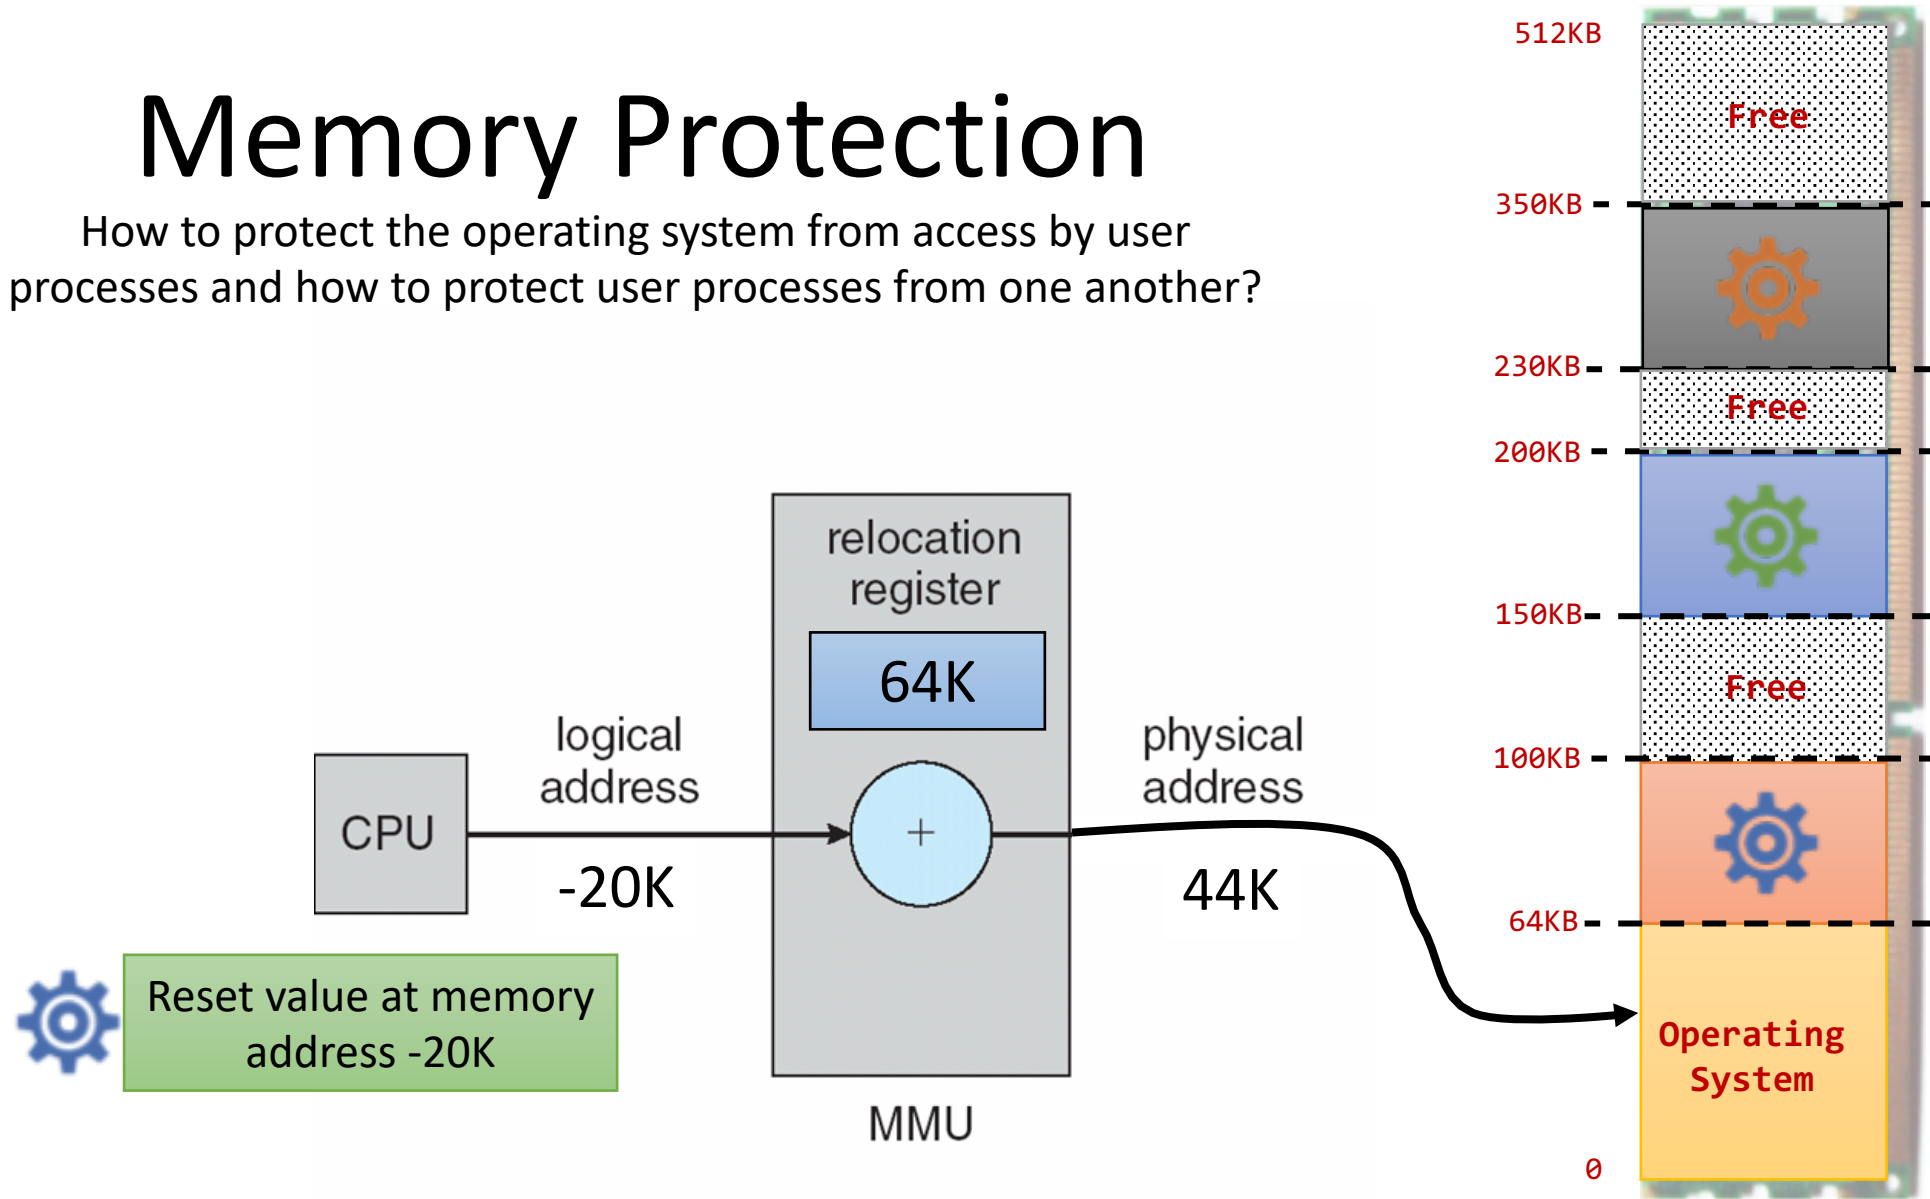 Memory Protection
How to protect the operating system from access by user
processes and how to protect user processes from one another?
relocation
register
64K
logical
address
physical
address
CPU
+
-20K
44K
Reset value at memory
address -20K
MMU
512KB
Free
350KB
230KB
Free
200KB
150KB
Free
100KB
64KB
Operating
System
0